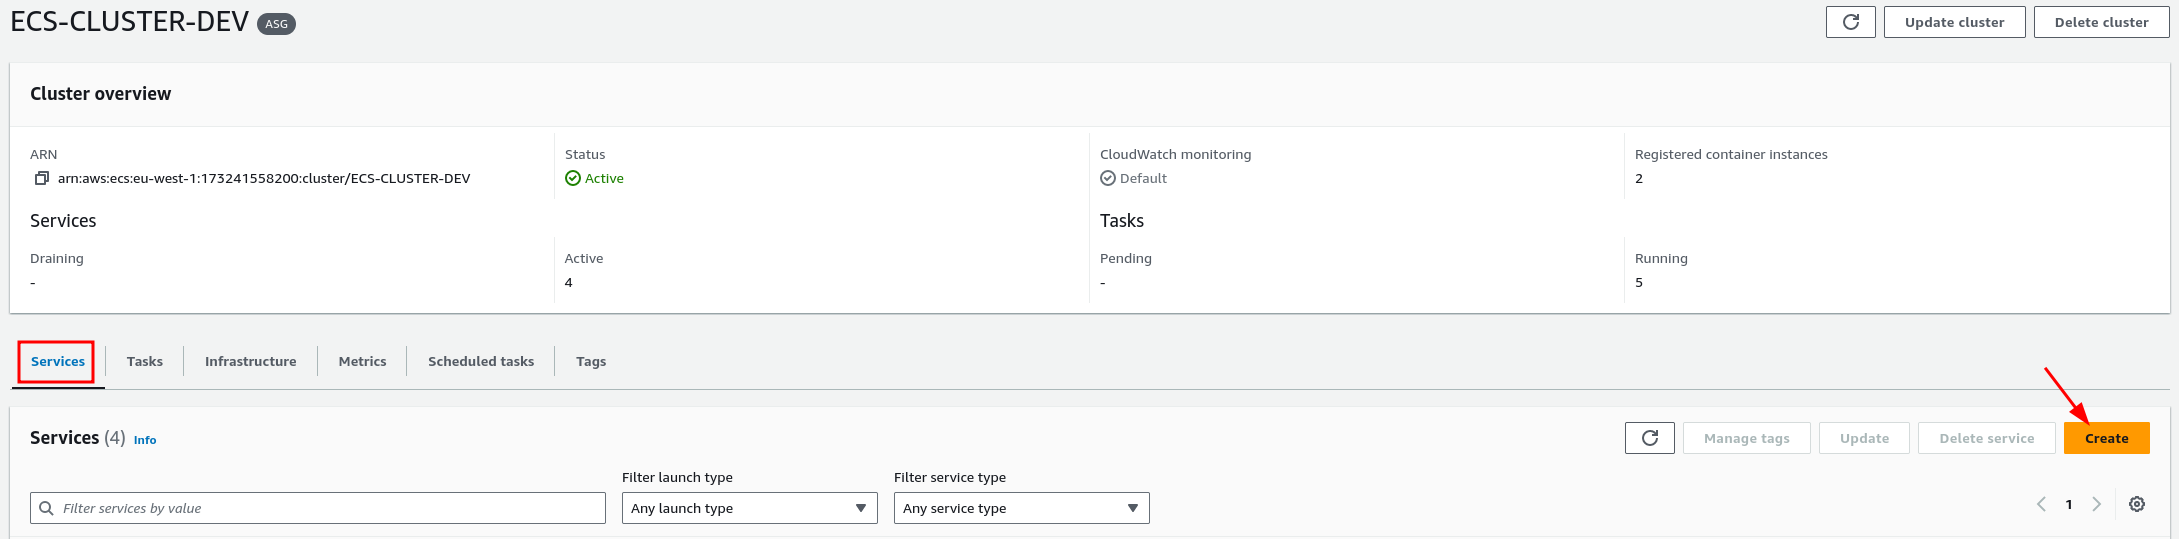 ECS-CLUSTER-DEV ASG
Update cluster Delete cluster
Cluster overview
ARN Status CloudWatch monitoring Registered container instances
arn:aws:ecs:eu-west-1:173241558200:cluster/ECS-CLUSTER-DEV Active Default 2
Services Tasks
Draining Active Pending Running
- 4 - 5
Services Tasks Infrastructure Metrics Scheduled tasks Tags
Services (4) Info Manage tags Update Delete service Create
Filter launch type Filter service type
Filter services by value Any launch type Any service type 1